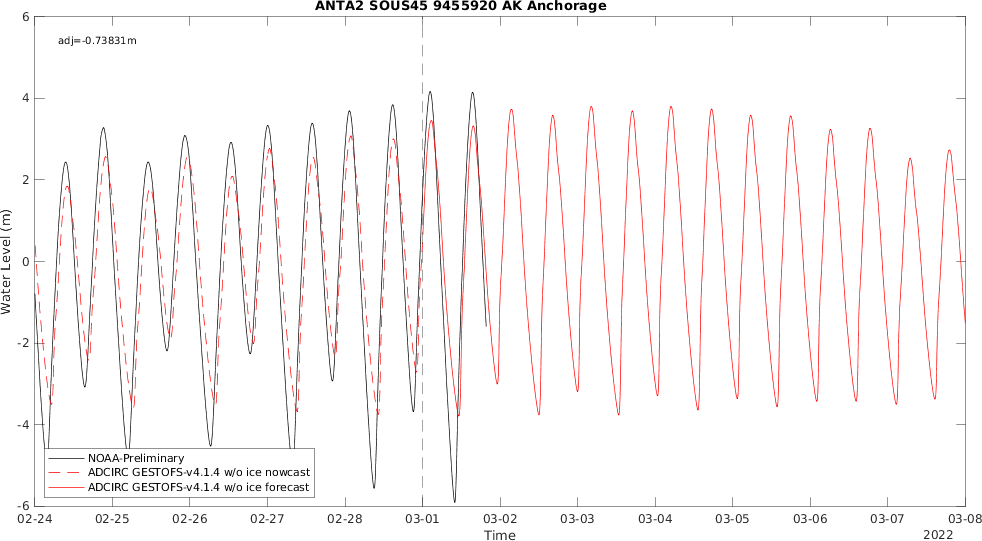 ANTA2 SOUS45 9455920 AK Anchorage
adj=-0.73831m
6
4
2
0
-2
-4
-6
Water Level (m)
NOAA-Preliminary
ADCIRC GESTOFS-v4.1.4 w/o ice nowcast
ADCIRC GESTOFS-v4.1.4 w/o ice forecast
02-24 02-25 02-26 02-27 02-28 03-01 03-02 03-03 03-04 03-05 03-06 03-07 03-08
Time
2022